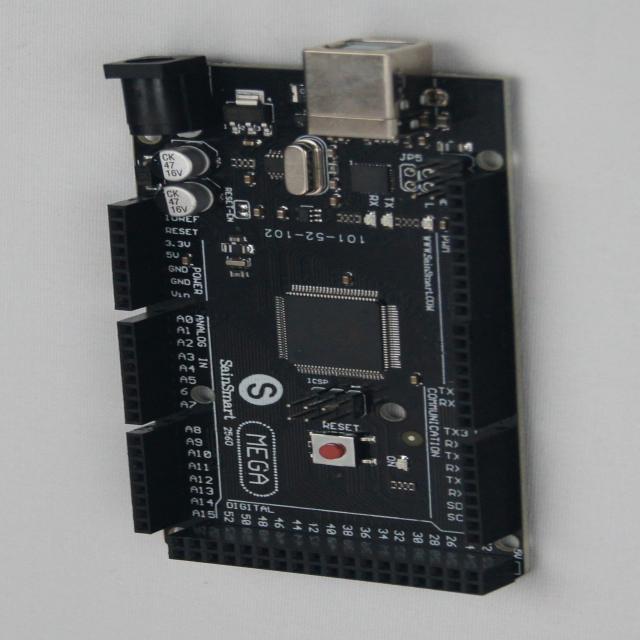 CK
47
16V
CK
47
16V
JP5
RESET-EN
RX
TX
L
IOREF
RESET
3.3V
5V
GND
GND
Vin
POWER
101-52-102
www.SainSmart.COM
PWM
A0
A1
A2
A3
A4
A5
6
A7
ANALOG IN
SainSmart 2560
S
MEGA
ICSP
RESET
ON
COMMUNICATION
TX
RX
TX3
RX
TX
RX
TX
RX
SD
SC
A8
A9
A10
A11
A12
A13
A14
A15
DIGITAL
52
50
48
46
44
40
38
36
34
32
30
28
26
5V